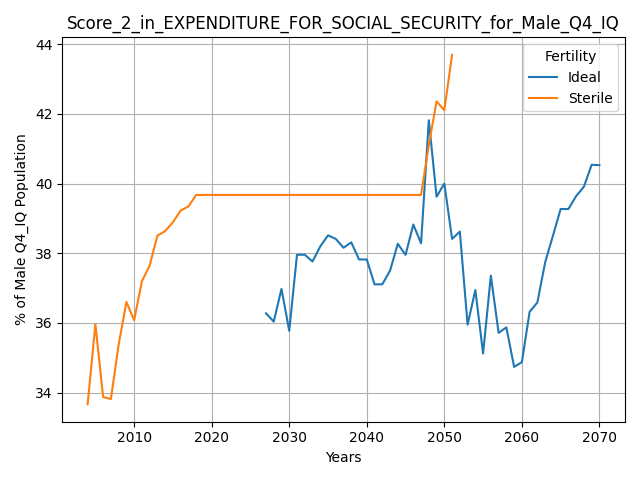 Score_2_in_EXPENDITURE_FOR_SOCIAL_SECURITY_for_Male_Q4_IQ
Fertility
Ideal
Sterile
% of Male Q4_IQ Population
44
42
40
38
36
34
2010
2020
2030
2040
2050
2060
2070
Years